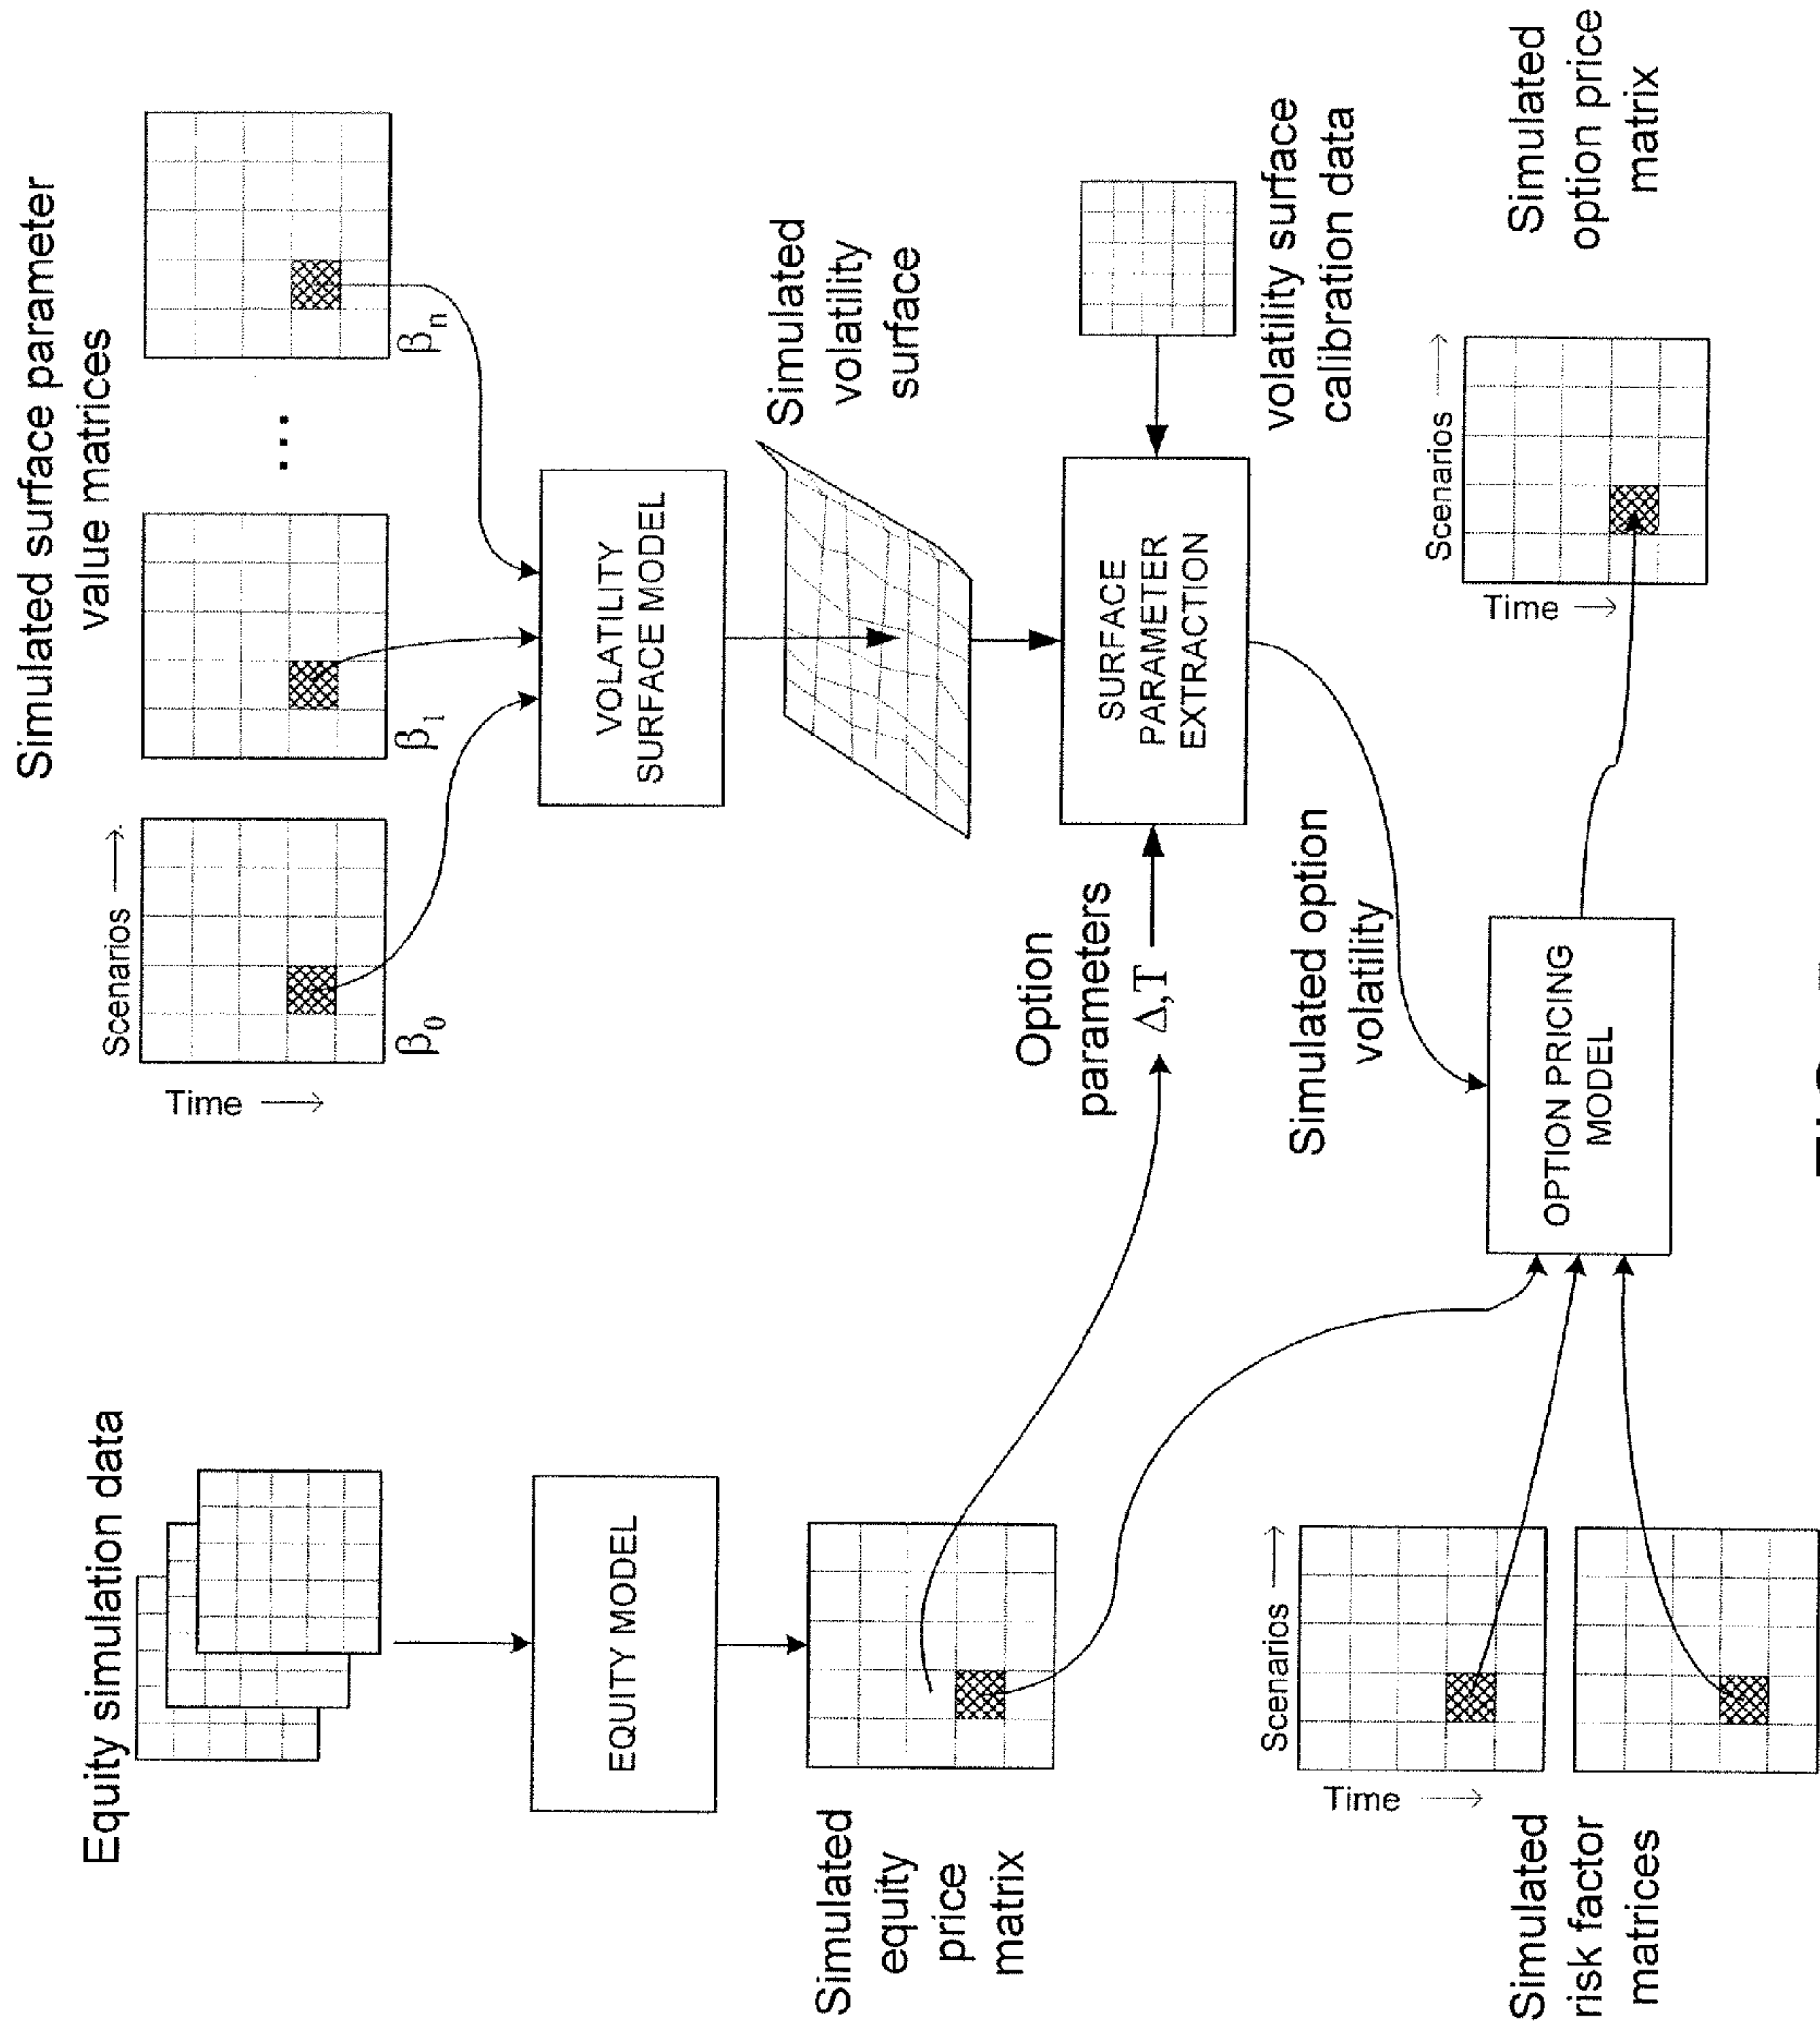 Equity simulation data
Simulated surface parameter
value matrices
Scenarios
Time
β0
β1
...
βn
EQUITY MODEL
VOLATILITY
SURFACE MODEL
Simulated
volatility
surface
Simulated
equity
price
matrix
Option
parameters
Δ,T
SURFACE
PARAMETER
EXTRACTION
volatility surface
calibration data
Simulated option
volatility
Scenarios
Time
Simulated
risk factor
matrices
OPTION PRICING
MODEL
Scenarios
Time
Simulated
option price
matrix